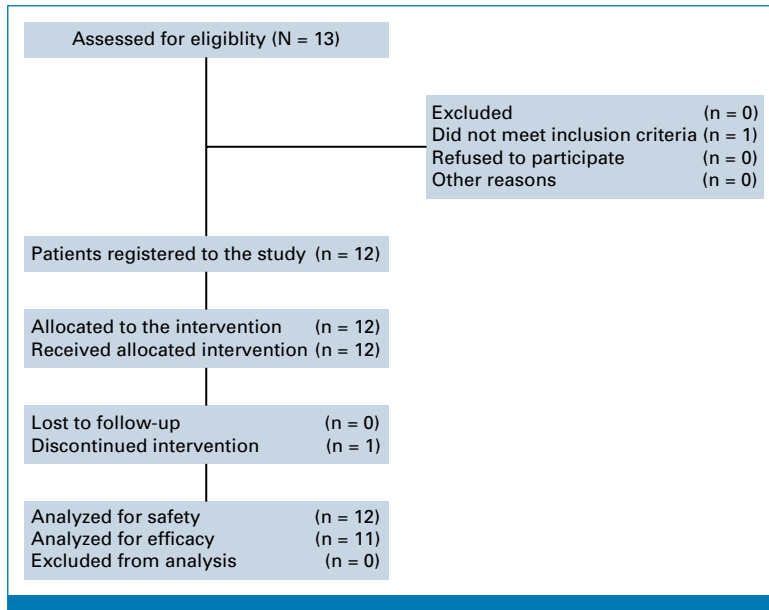 Assessed for eligiblity (N = 13)
Excluded (n = 0)
Did not meet inclusion criteria (n = 1)
Refused to participate (n = 0)
Other reasons (n = 0)
Patients registered to the study (n = 12)
Allocated to the intervention (n = 12)
Received allocated intervention (n = 12)
Lost to follow-up (n = 0)
Discontinued intervention (n = 1)
Analyzed for safety (n = 12)
Analyzed for efficacy (n = 11)
Excluded from analysis (n = 0)